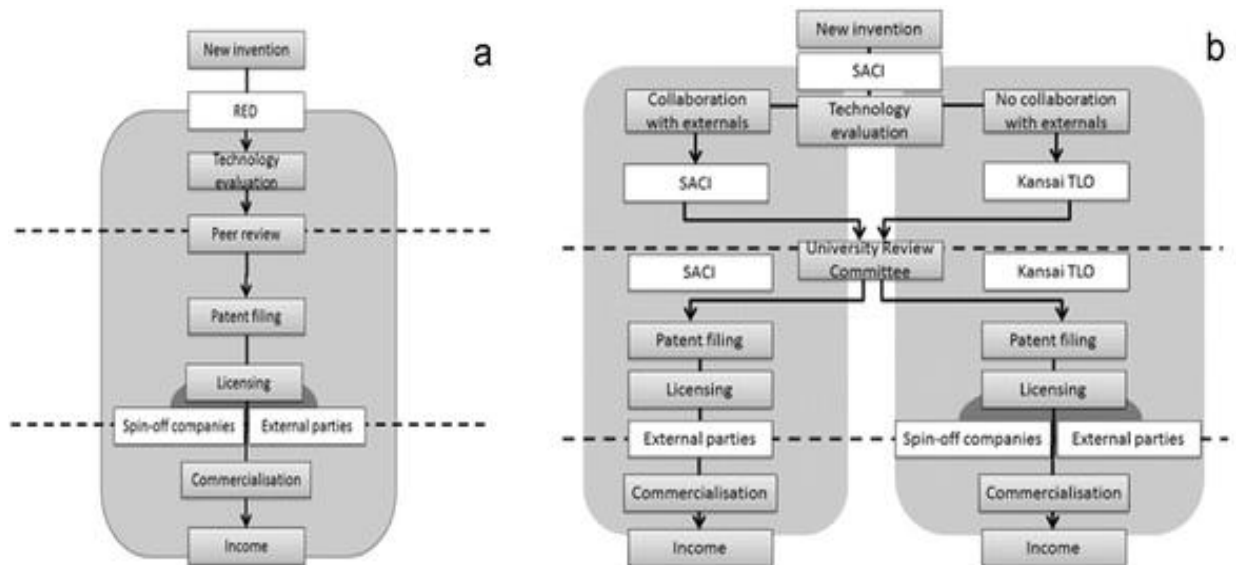 a
New invention
RED
Technology
evaluation
Peer review
Patent filing
Licensing
Spin-off companies
External parties
Commercialisation
Income
b
New invention
SACI
Collaboration
with externals
Technology
evaluation
No collaboration
with externals
SACI
Kansai TLO
University Review
Committee
SACI
Kansai TLO
Patent filing
Patent filing
Licensing
Licensing
External parties
Spin-off companies
External parties
Commercialisation
Commercialisation
Income
Income